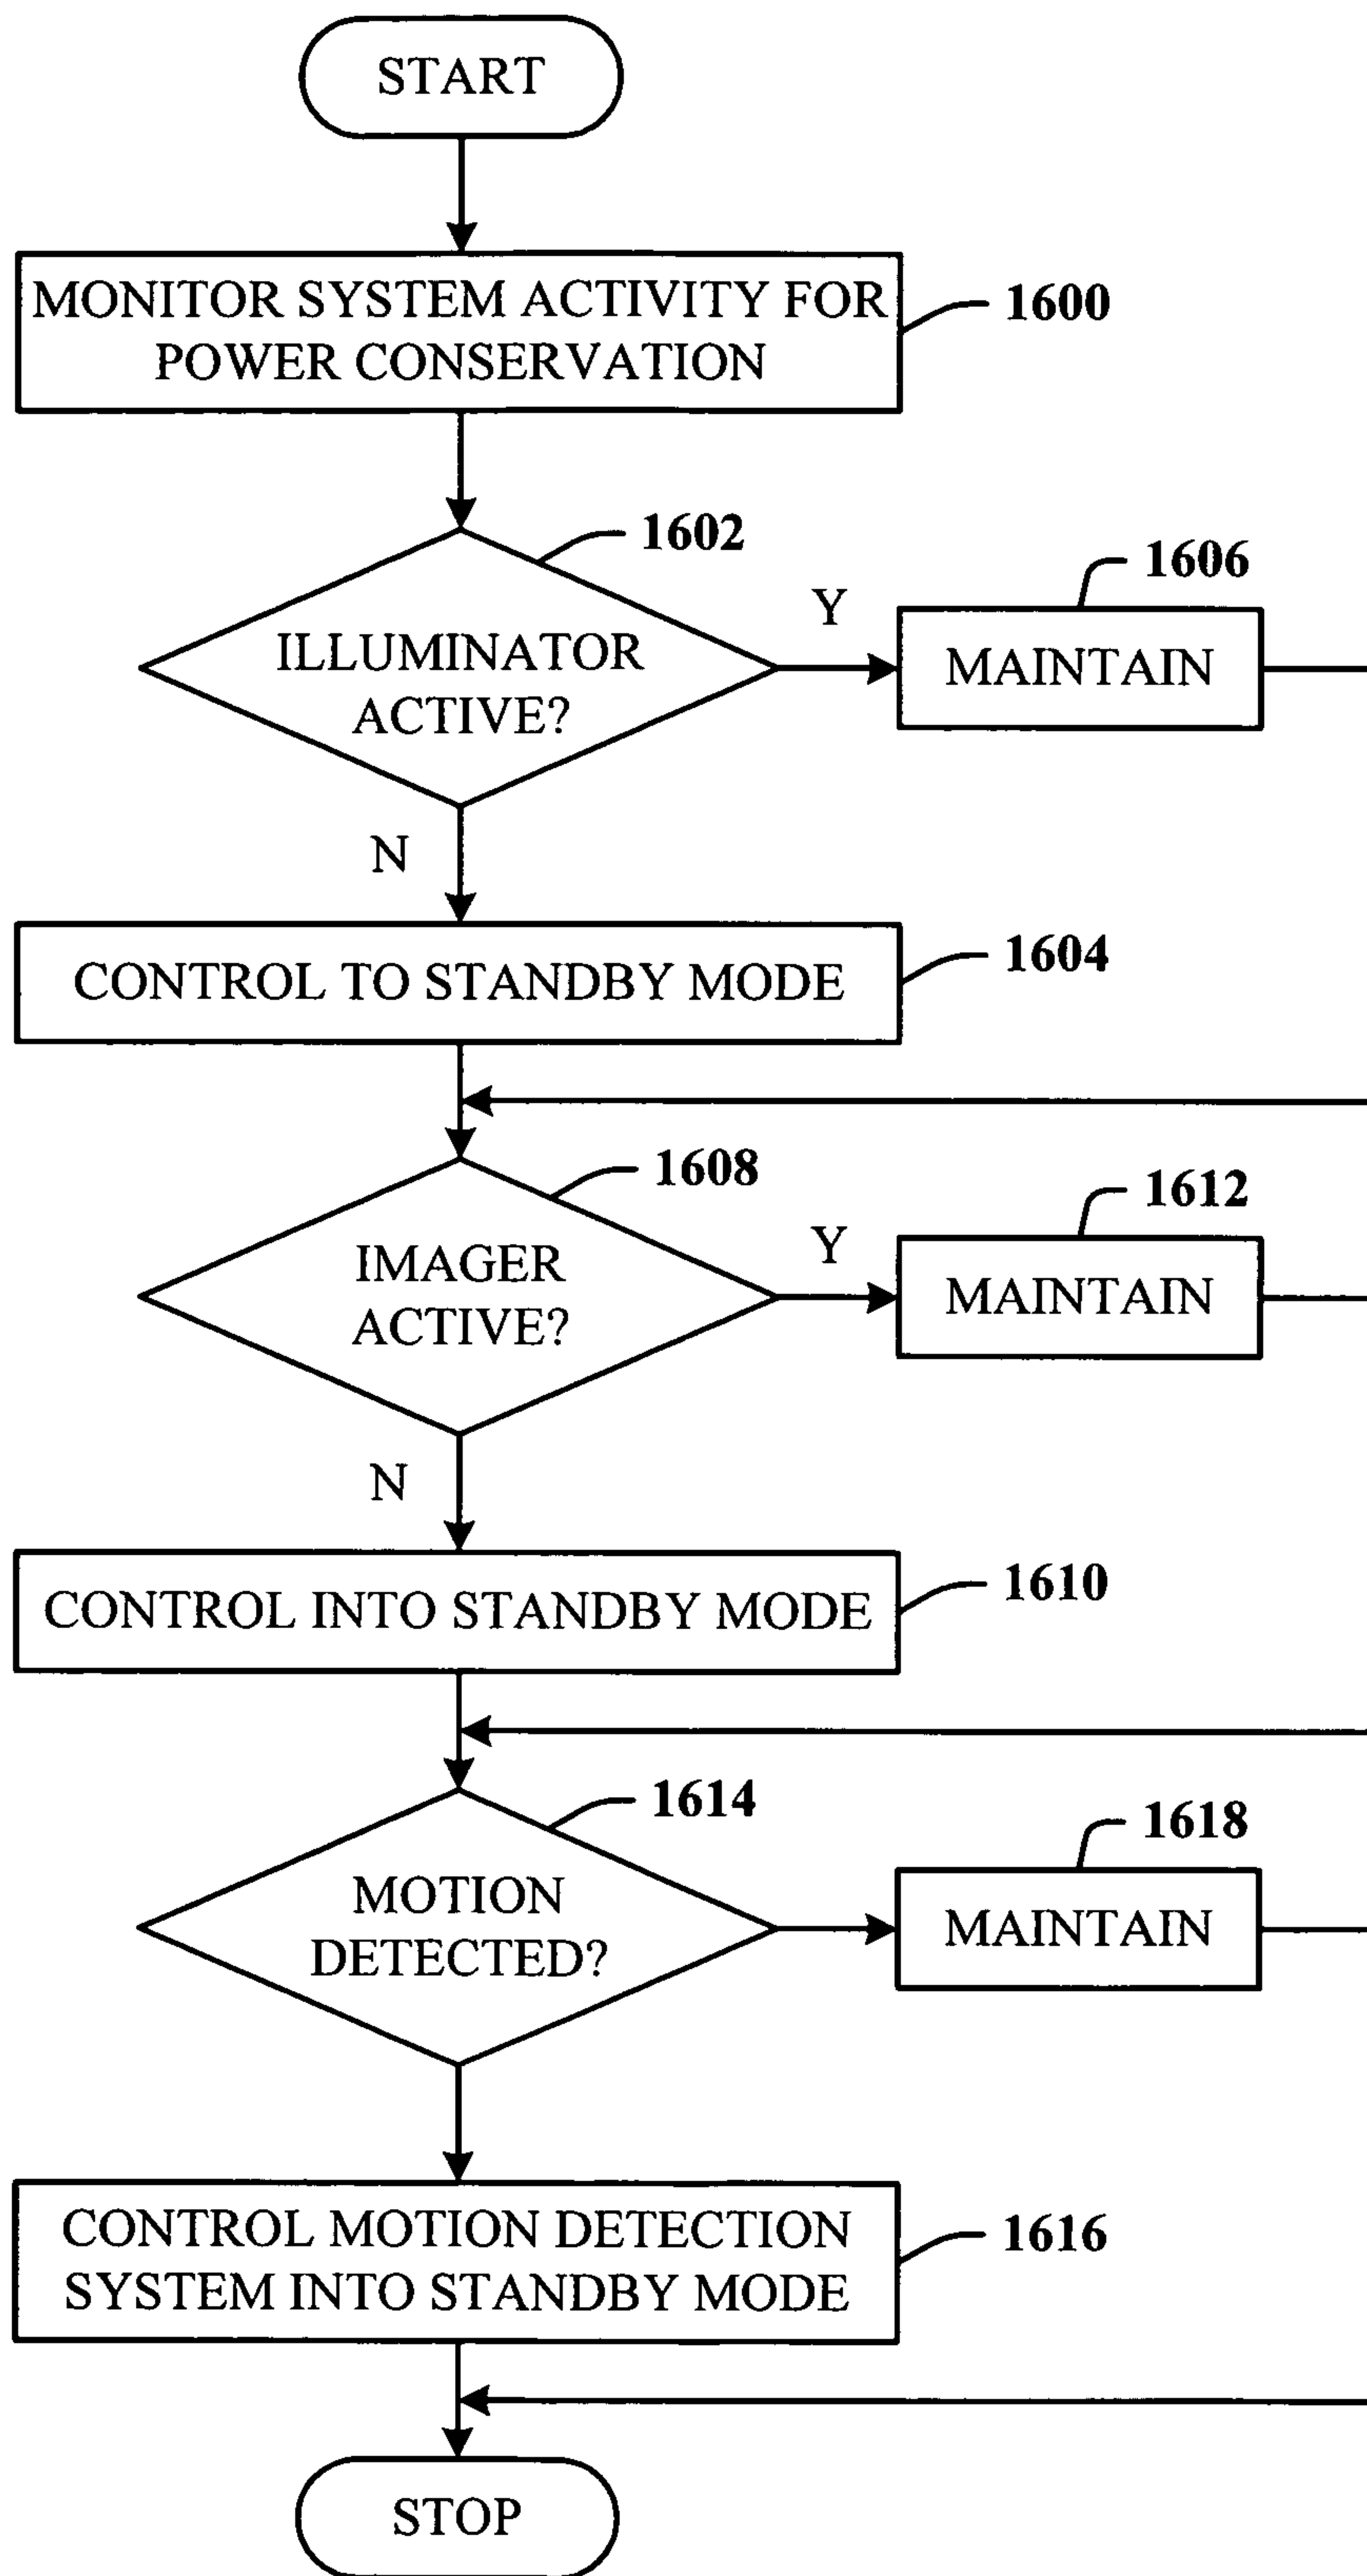 START
MONITOR SYSTEM ACTIVITY FOR
POWER CONSERVATION
1600
1602
ILLUMINATOR
ACTIVE?
Y
1606
MAINTAIN
N
CONTROL TO STANDBY MODE
1604
1608
IMAGER
ACTIVE?
Y
1612
MAINTAIN
N
CONTROL INTO STANDBY MODE
1610
1614
MOTION
DETECTED?
1618
MAINTAIN
CONTROL MOTION DETECTION
SYSTEM INTO STANDBY MODE
1616
STOP